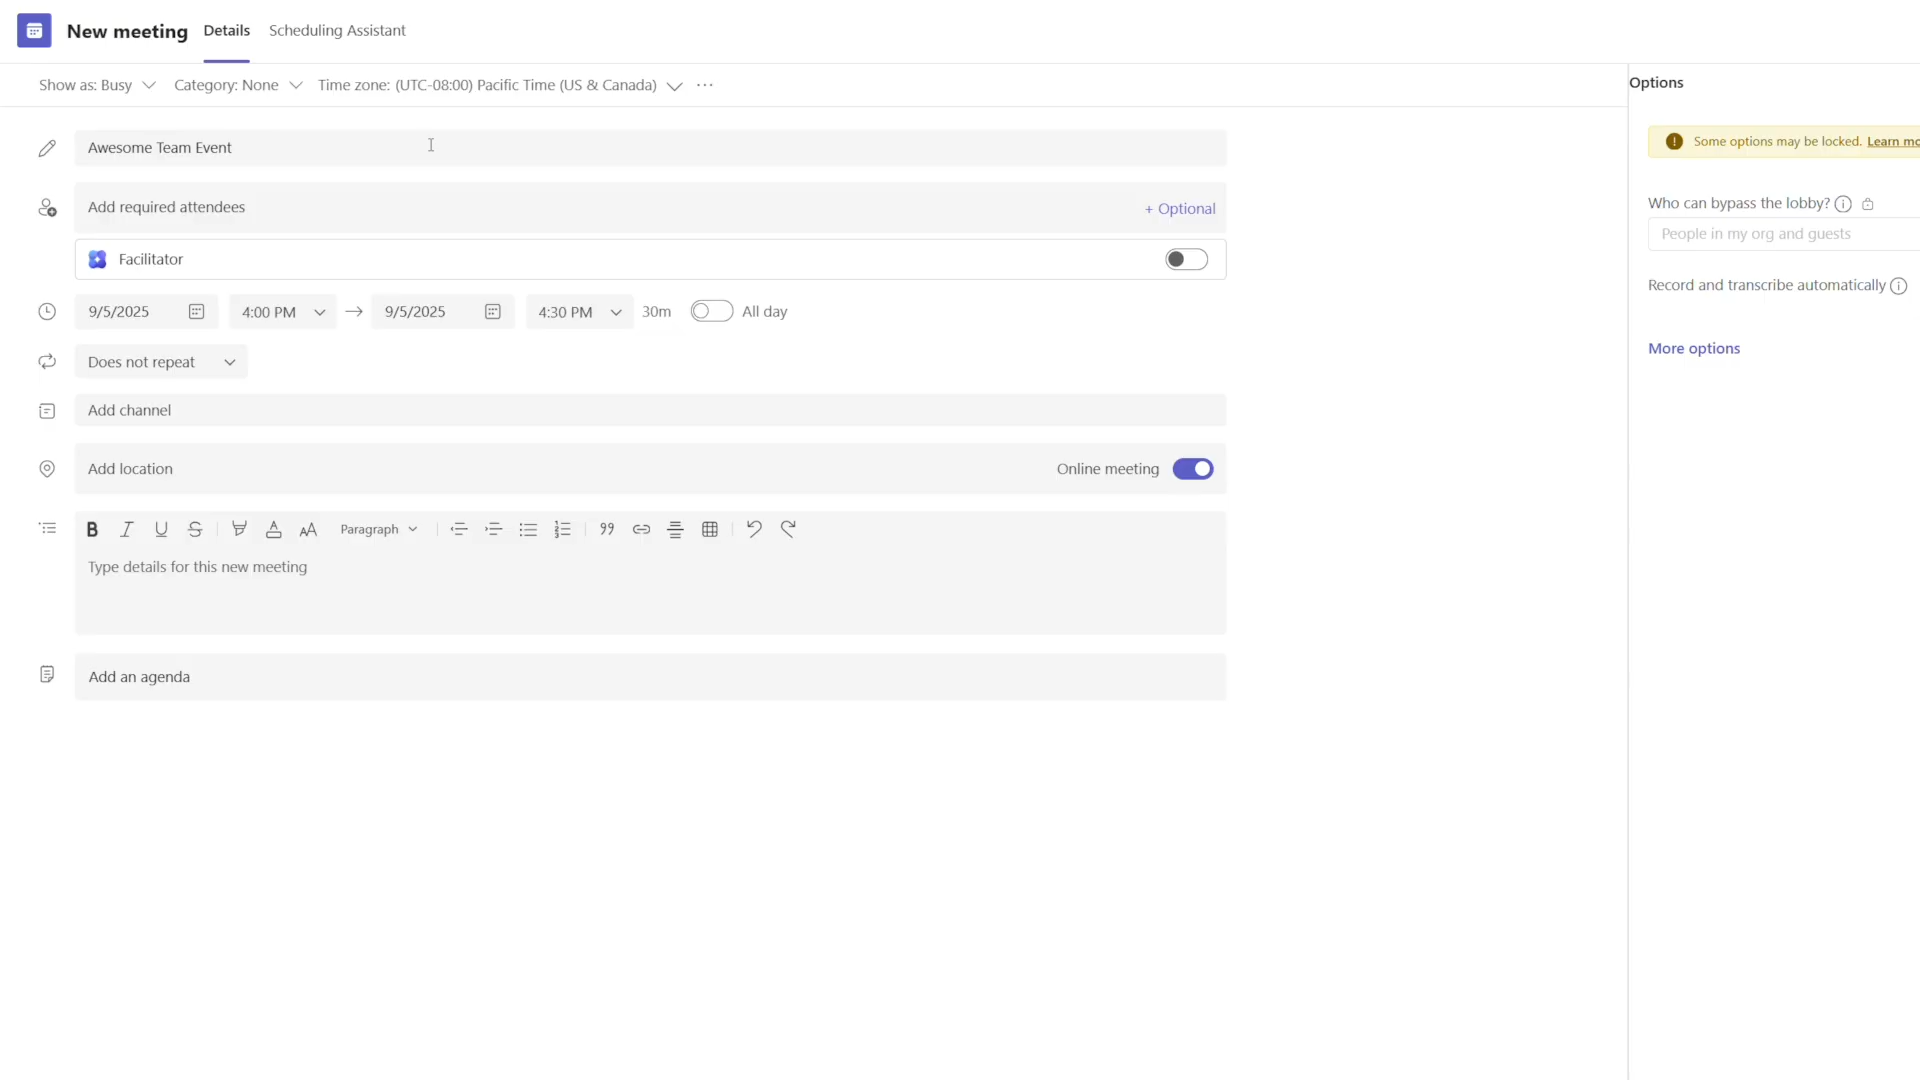 New meeting Details Scheduling Assistant
Show as: Busy Category: None Time zone: (UTC-08:00) Pacific Time (US & Canada) ···
Options
Awesome Team Event
Some options may be locked. Learn mo
Add required attendees + Optional
Who can bypass the lobby?
People in my org and guests
Facilitator
Record and transcribe automatically
9/5/2025 4:00 PM → 9/5/2025 4:30 PM 30m All day
More options
Does not repeat
Add channel
Add location Online meeting
Paragraph
Type details for this new meeting
Add an agenda